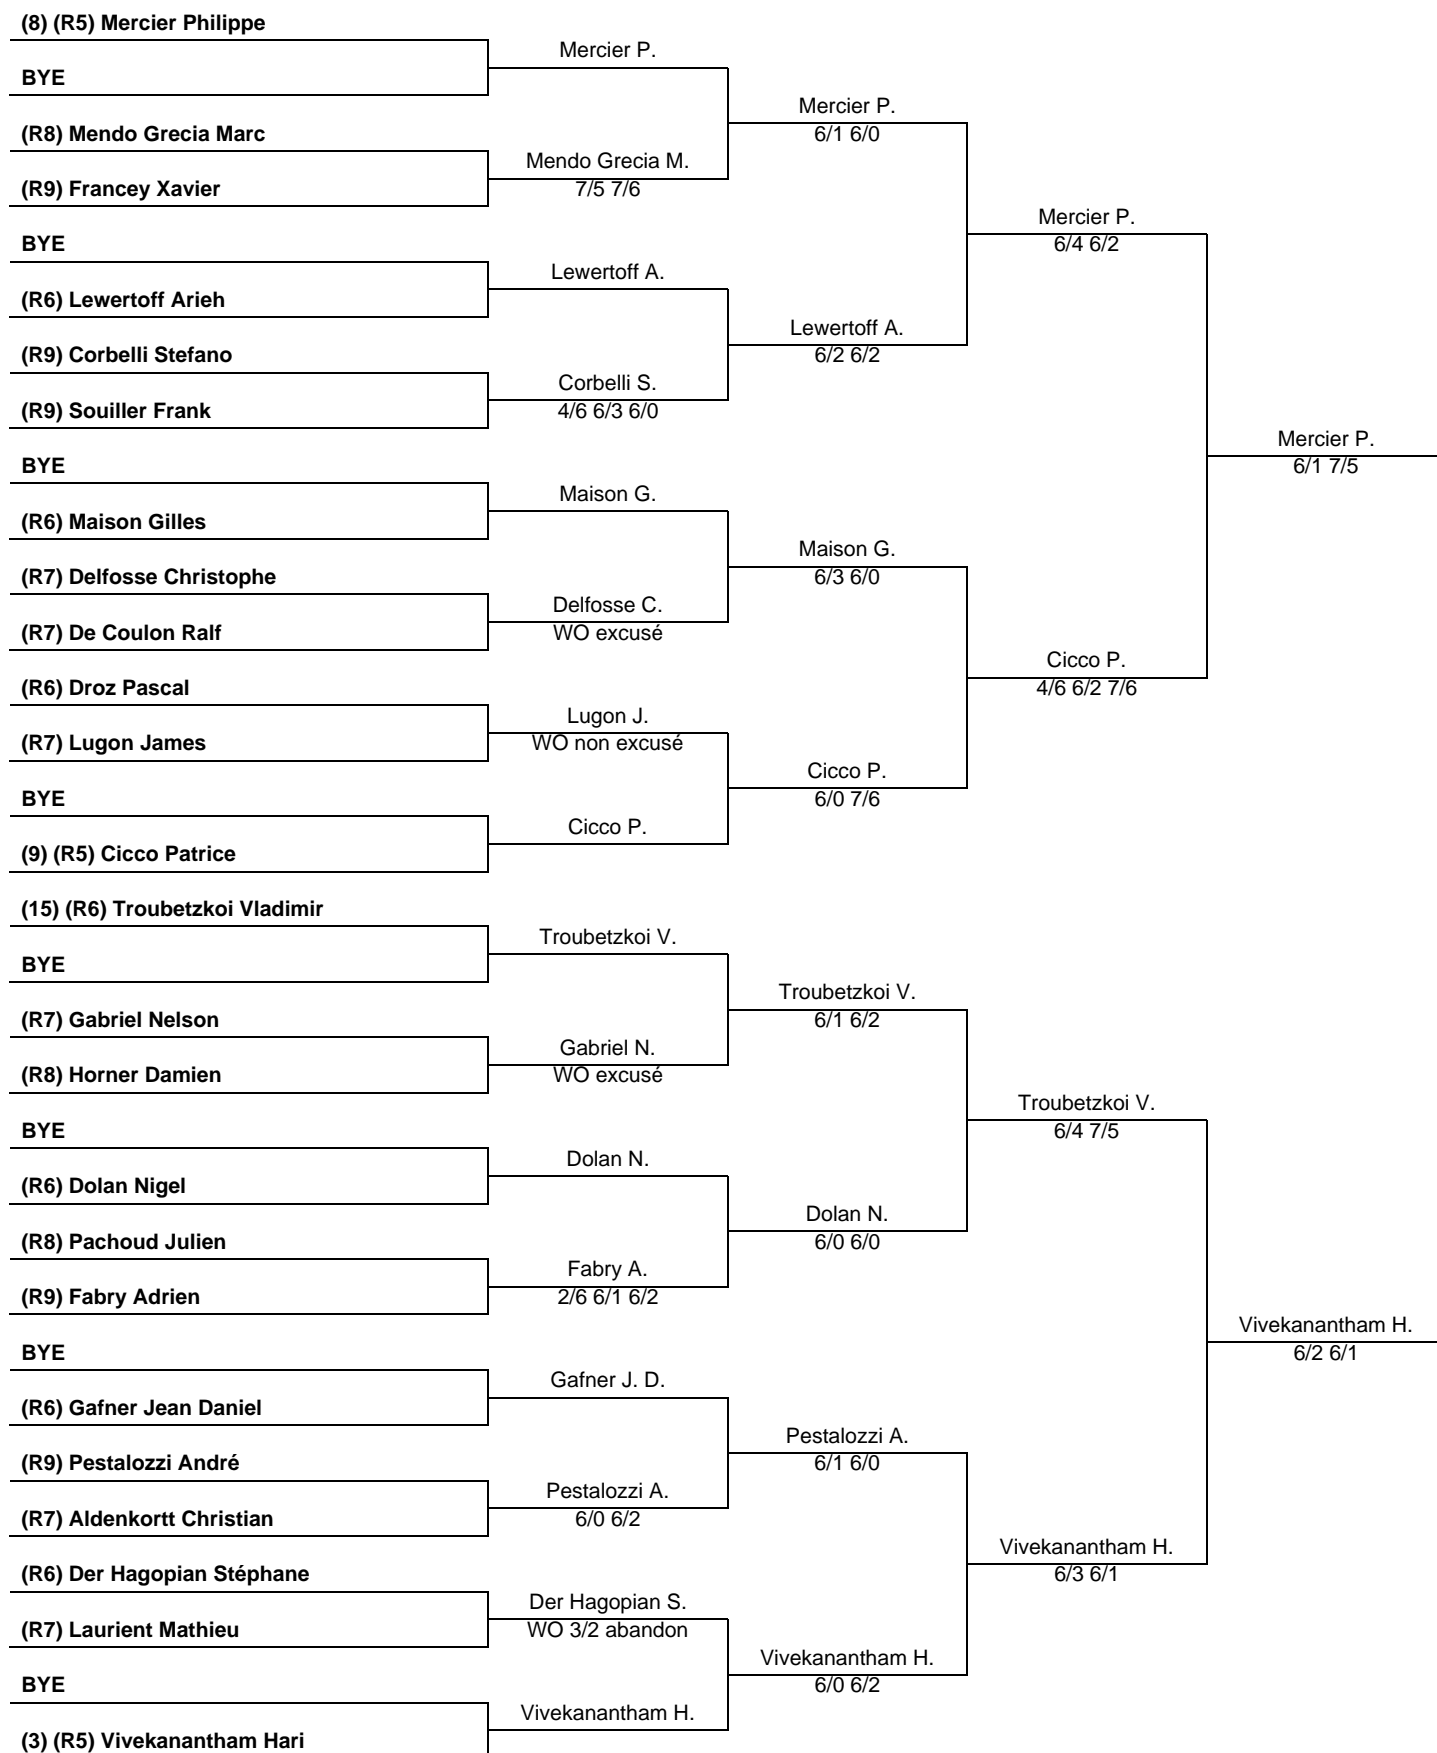 (8) (R5) Mercier Philippe
BYE
(R8) Mendo Grecia Marc
(R9) Francey Xavier
BYE
(R6) Lewertoff Arieh
(R9) Corbelli Stefano
(R9) Souiller Frank
BYE
(R6) Maison Gilles
(R7) Delfosse Christophe
(R7) De Coulon Ralf
(R6) Droz Pascal
(R7) Lugon James
BYE
(9) (R5) Cicco Patrice
(15) (R6) Troubetzkoi Vladimir
BYE
(R7) Gabriel Nelson
(R8) Horner Damien
BYE
(R6) Dolan Nigel
(R8) Pachoud Julien
(R9) Fabry Adrien
BYE
(R6) Gafner Jean Daniel
(R9) Pestalozzi André
(R7) Aldenkortt Christian
(R6) Der Hagopian Stéphane
(R7) Laurient Mathieu
BYE
(3) (R5) Vivekanantham Hari
Mercier P.
Mendo Grecia M.
7/5 7/6
Lewertoff A.
Corbelli S.
4/6 6/3 6/0
Maison G.
Delfosse C.
WO excusé
Lugon J.
WO non excusé
Cicco P.
Troubetzkoi V.
Gabriel N.
WO excusé
Dolan N.
Fabry A.
2/6 6/1 6/2
Gafner J. D.
Pestalozzi A.
6/0 6/2
Der Hagopian S.
WO 3/2 abandon
Vivekanantham H.
Mercier P.
6/1 6/0
Lewertoff A.
6/2 6/2
Maison G.
6/3 6/0
Cicco P.
6/0 7/6
Troubetzkoi V.
6/1 6/2
Dolan N.
6/0 6/0
Pestalozzi A.
6/1 6/0
Vivekanantham H.
6/0 6/2
Mercier P.
6/4 6/2
Cicco P.
4/6 6/2 7/6
Troubetzkoi V.
6/4 7/5
Vivekanantham H.
6/3 6/1
Mercier P.
6/1 7/5
Vivekanantham H.
6/2 6/1